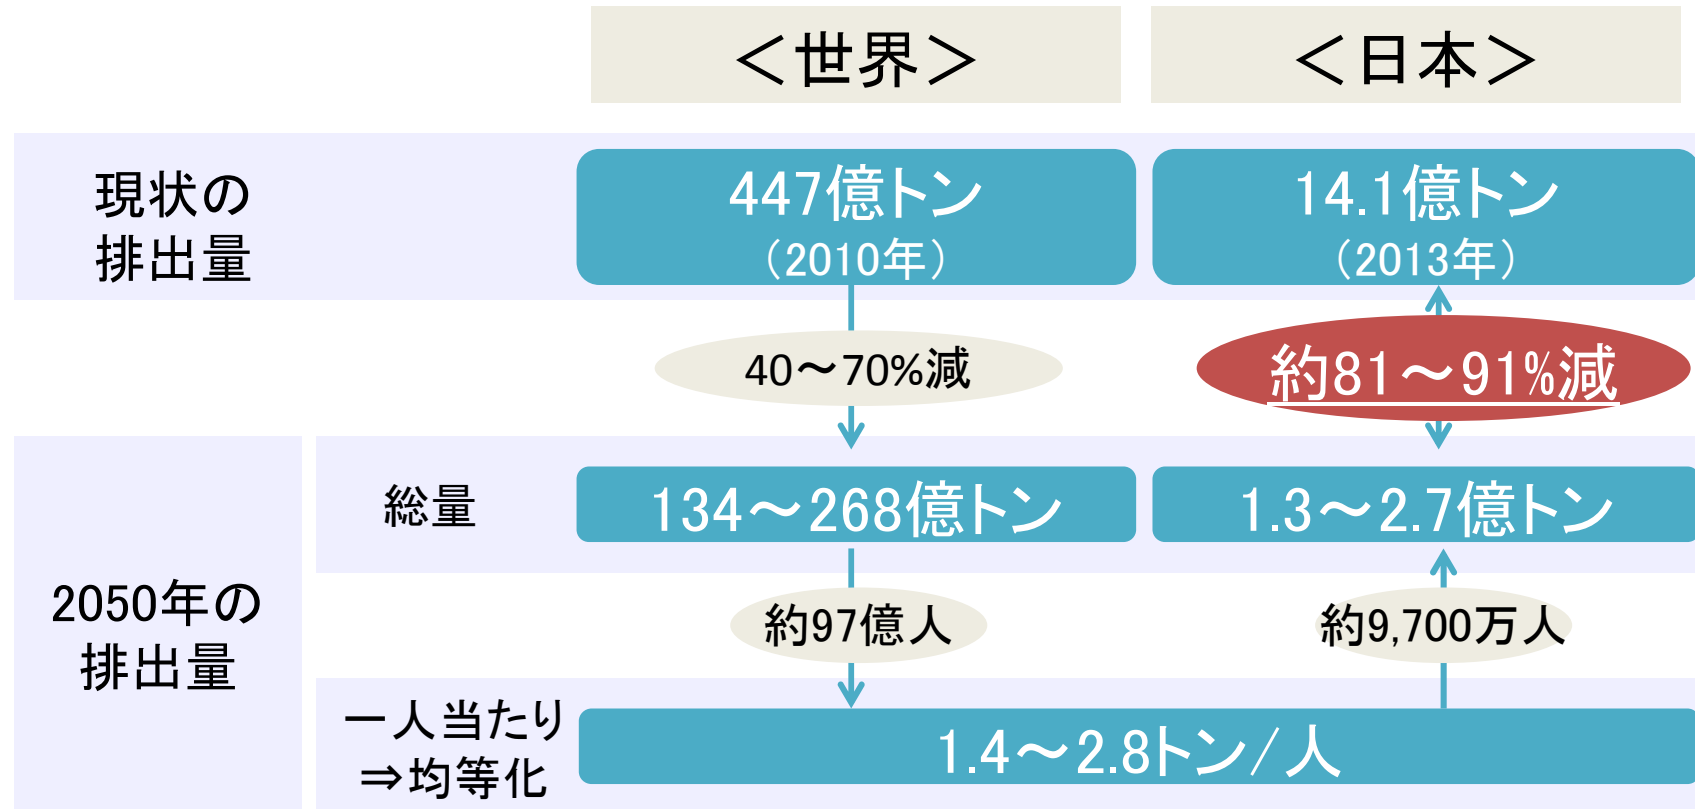 ＜世界＞
＜日本＞
現状の
排出量
447億トン
（2010年）
14.1億トン
（2013年）
40～70%減
約81～91%減
2050年の
排出量
総量
134～268億トン
1.3～2.7億トン
約97億人
約9,700万人
一人当たり
⇒均等化
1.4～2.8トン/人